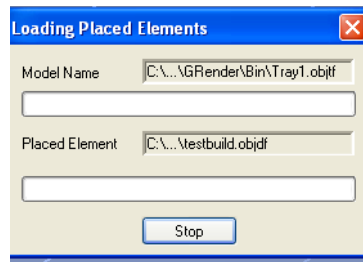 Loading Placed Elements
Model Name C:\...\GRender\Bin\Tray1.objtf
Placed Element C:\...\testbuild.objdf
Stop